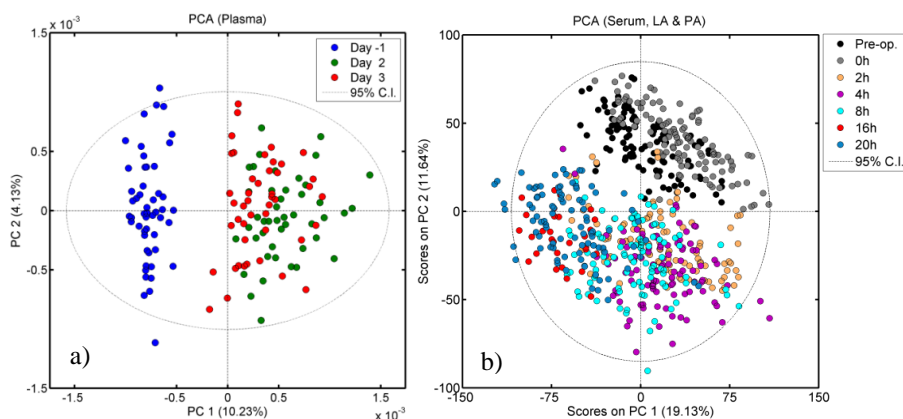 PCA (Plasma)
x 10⁻³
1.5
0.5
0
-0.5
-1.5
PC 2 (4.13%)
Day -1
Day 2
Day 3
95% C.I.
a)
-1.5 -0.5 0 0.5 1.5
PC 1 (10.23%)
x 10⁻³
PCA (Serum, LA & PA)
100
50
0
-50
-100
Scores on PC 2 (11.64%)
b)
-150 -75 0 75 150
Scores on PC 1 (19.13%)
Pre-op.
0h
2h
4h
8h
16h
20h
95% C.I.